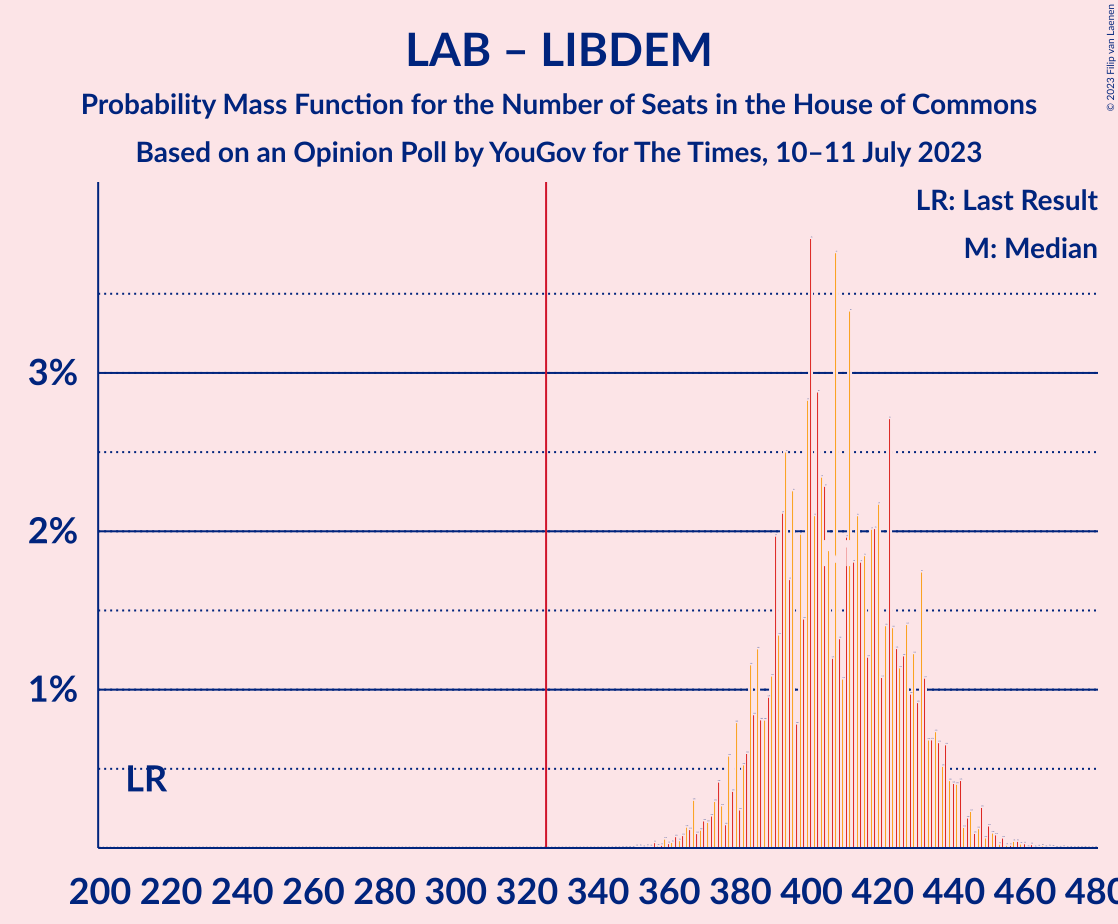 LAB – LIBDEM
Probability Mass Function for the Number of Seats in the House of Commons
Based on an Opinion Poll by YouGov for The Times, 10–11 July 2023
© 2023 Filip van Laenen
LR: Last Result
M: Median
3%
2%
1%
LR
200 220 240 260 280 300 320 340 360 380 400 420 440 460 480